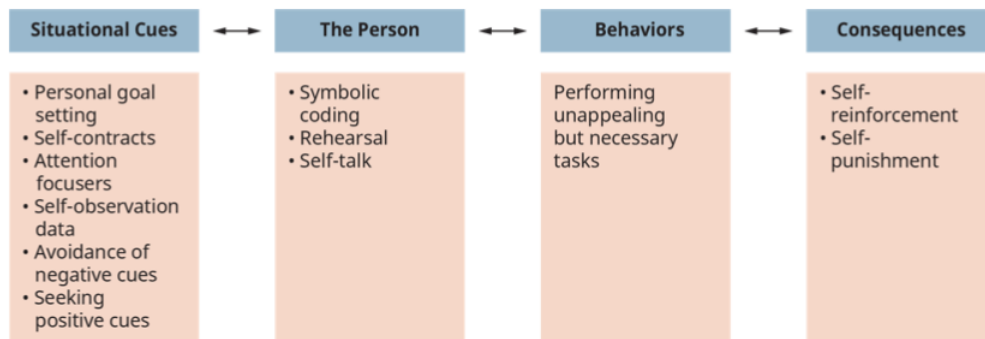 Situational Cues
The Person
Behaviors
Consequences
• Personal goal
setting
• Self-contracts
• Attention
focusers
• Self-observation
data
• Avoidance of
negative cues
• Seeking
positive cues
• Symbolic
coding
• Rehearsal
• Self-talk
Performing
unappealing
but necessary
tasks
• Self-
reinforcement
• Self-
punishment